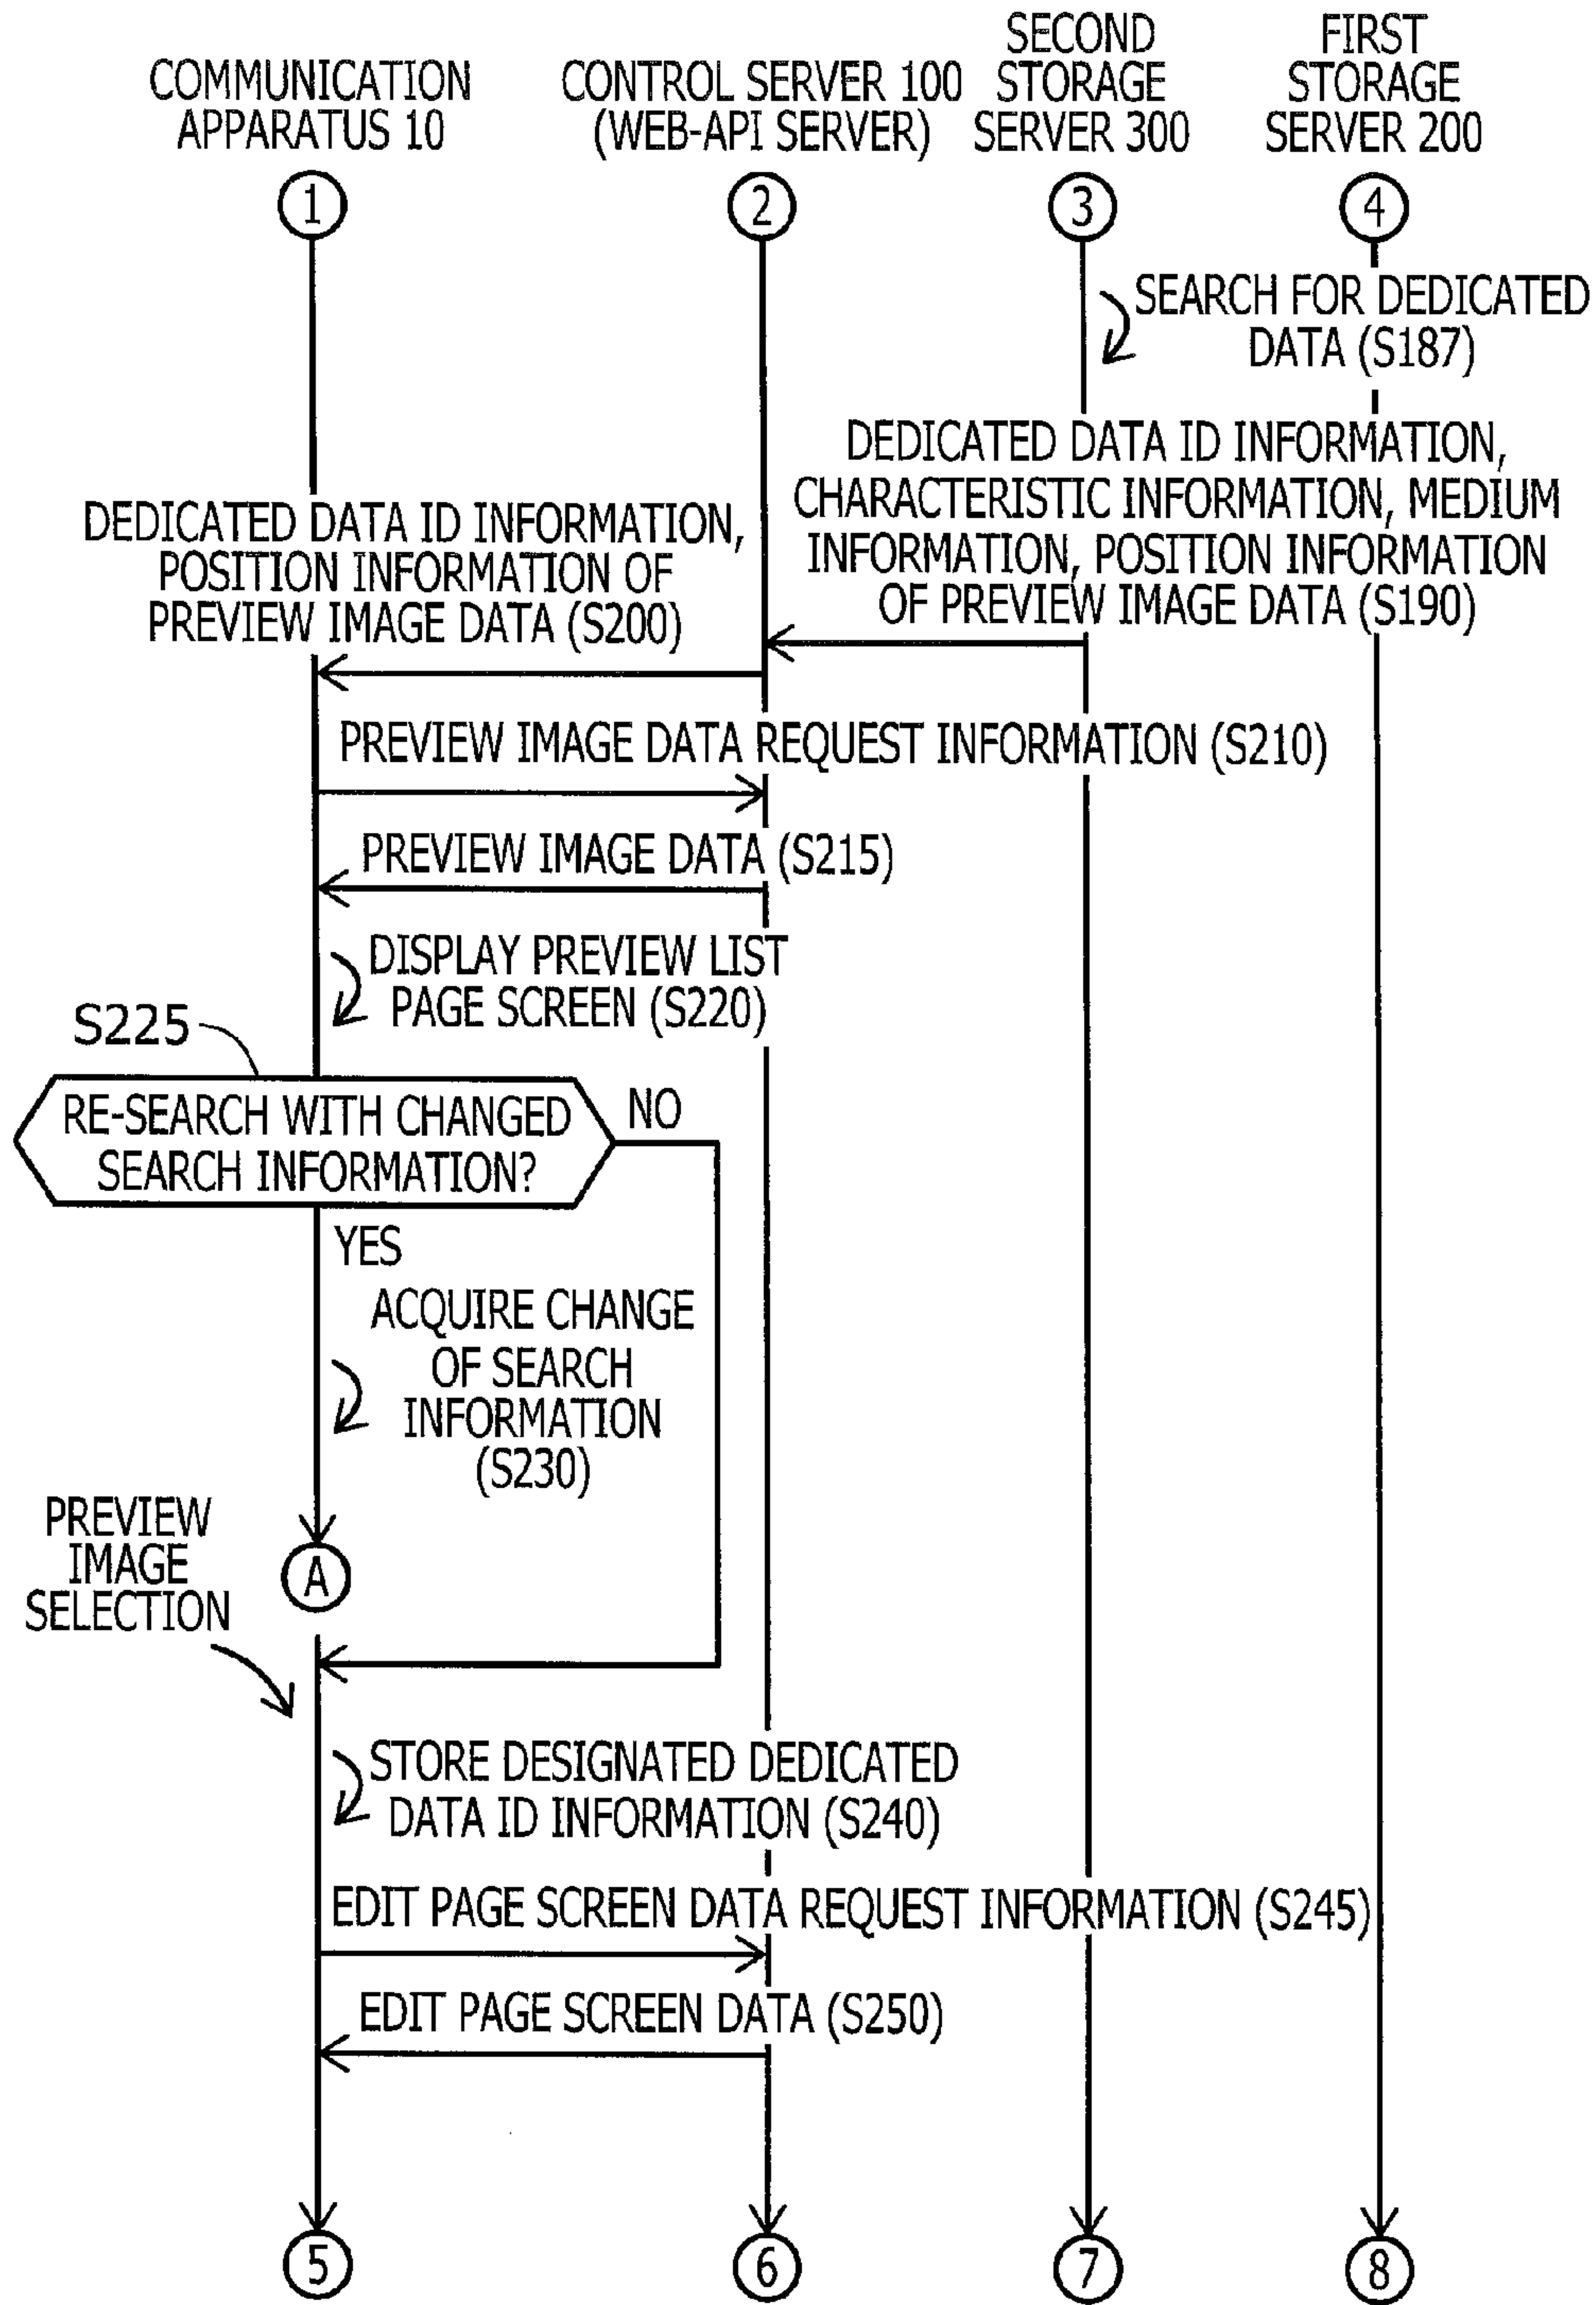 COMMUNICATION
APPARATUS 10
CONTROL SERVER 100
(WEB-API SERVER)
SECOND
STORAGE
SERVER 300
FIRST
STORAGE
SERVER 200
1
2
3
4
SEARCH FOR DEDICATED
DATA (S187)
DEDICATED DATA ID INFORMATION,
CHARACTERISTIC INFORMATION, MEDIUM
INFORMATION, POSITION INFORMATION
OF PREVIEW IMAGE DATA (S190)
DEDICATED DATA ID INFORMATION,
POSITION INFORMATION OF
PREVIEW IMAGE DATA (S200)
PREVIEW IMAGE DATA REQUEST INFORMATION (S210)
PREVIEW IMAGE DATA (S215)
DISPLAY PREVIEW LIST
PAGE SCREEN (S220)
S225
RE-SEARCH WITH CHANGED
SEARCH INFORMATION?
NO
YES
ACQUIRE CHANGE
OF SEARCH
INFORMATION
(S230)
PREVIEW
IMAGE
SELECTION
A
STORE DESIGNATED DEDICATED
DATA ID INFORMATION (S240)
EDIT PAGE SCREEN DATA REQUEST INFORMATION (S245)
EDIT PAGE SCREEN DATA (S250)
5
6
7
8